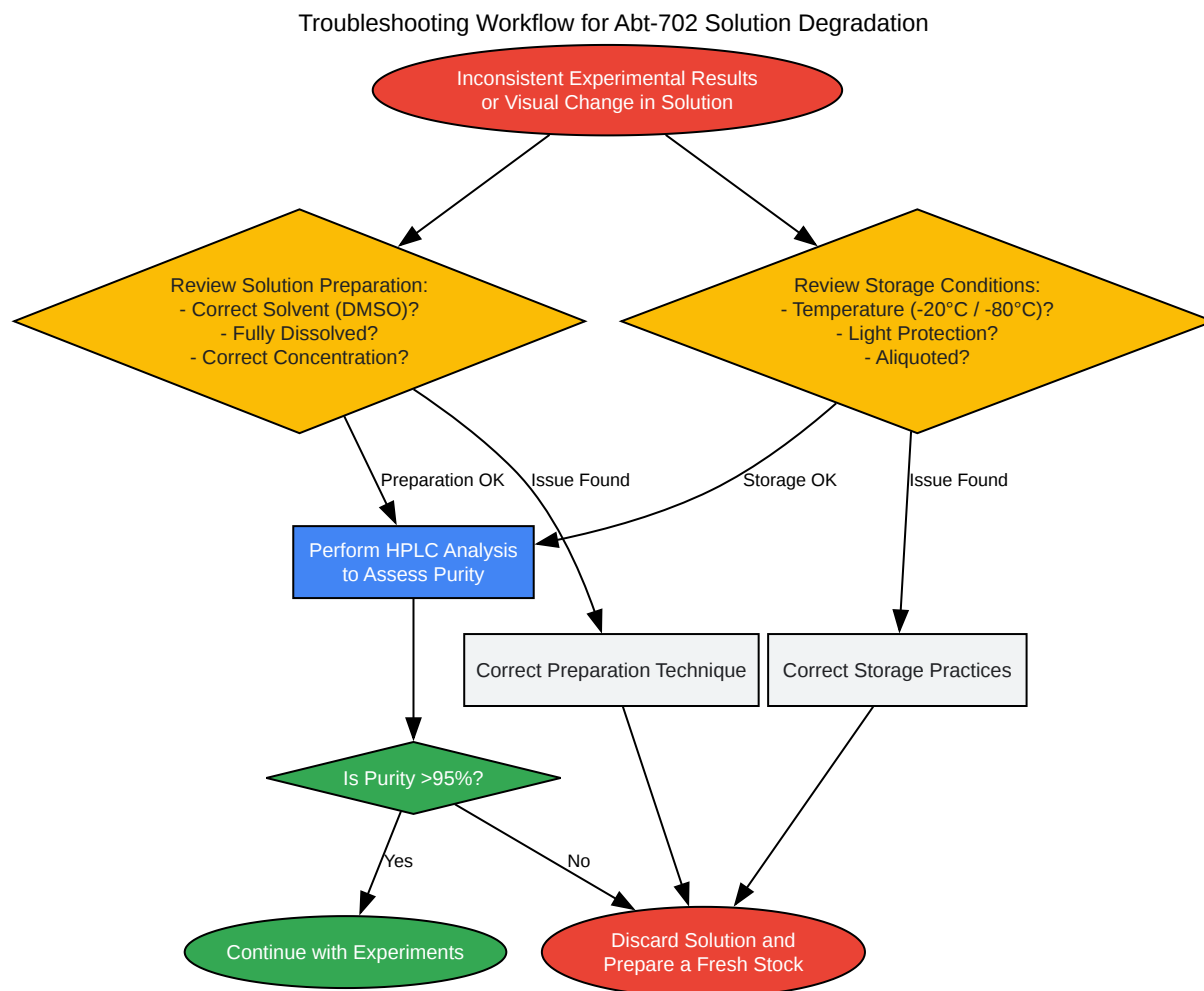 Troubleshooting Workflow for Abt-702 Solution Degradation
Inconsistent Experimental Results
or Visual Change in Solution
Review Solution Preparation:
- Correct Solvent (DMSO)?
- Fully Dissolved?
- Correct Concentration?
Review Storage Conditions:
- Temperature (-20°C / -80°C)?
- Light Protection?
- Aliquoted?
Preparation OK
Issue Found
Storage OK
Issue Found
Perform HPLC Analysis
to Assess Purity
Correct Preparation Technique
Correct Storage Practices
Is Purity >95%?
Yes
No
Continue with Experiments
Discard Solution and
Prepare a Fresh Stock